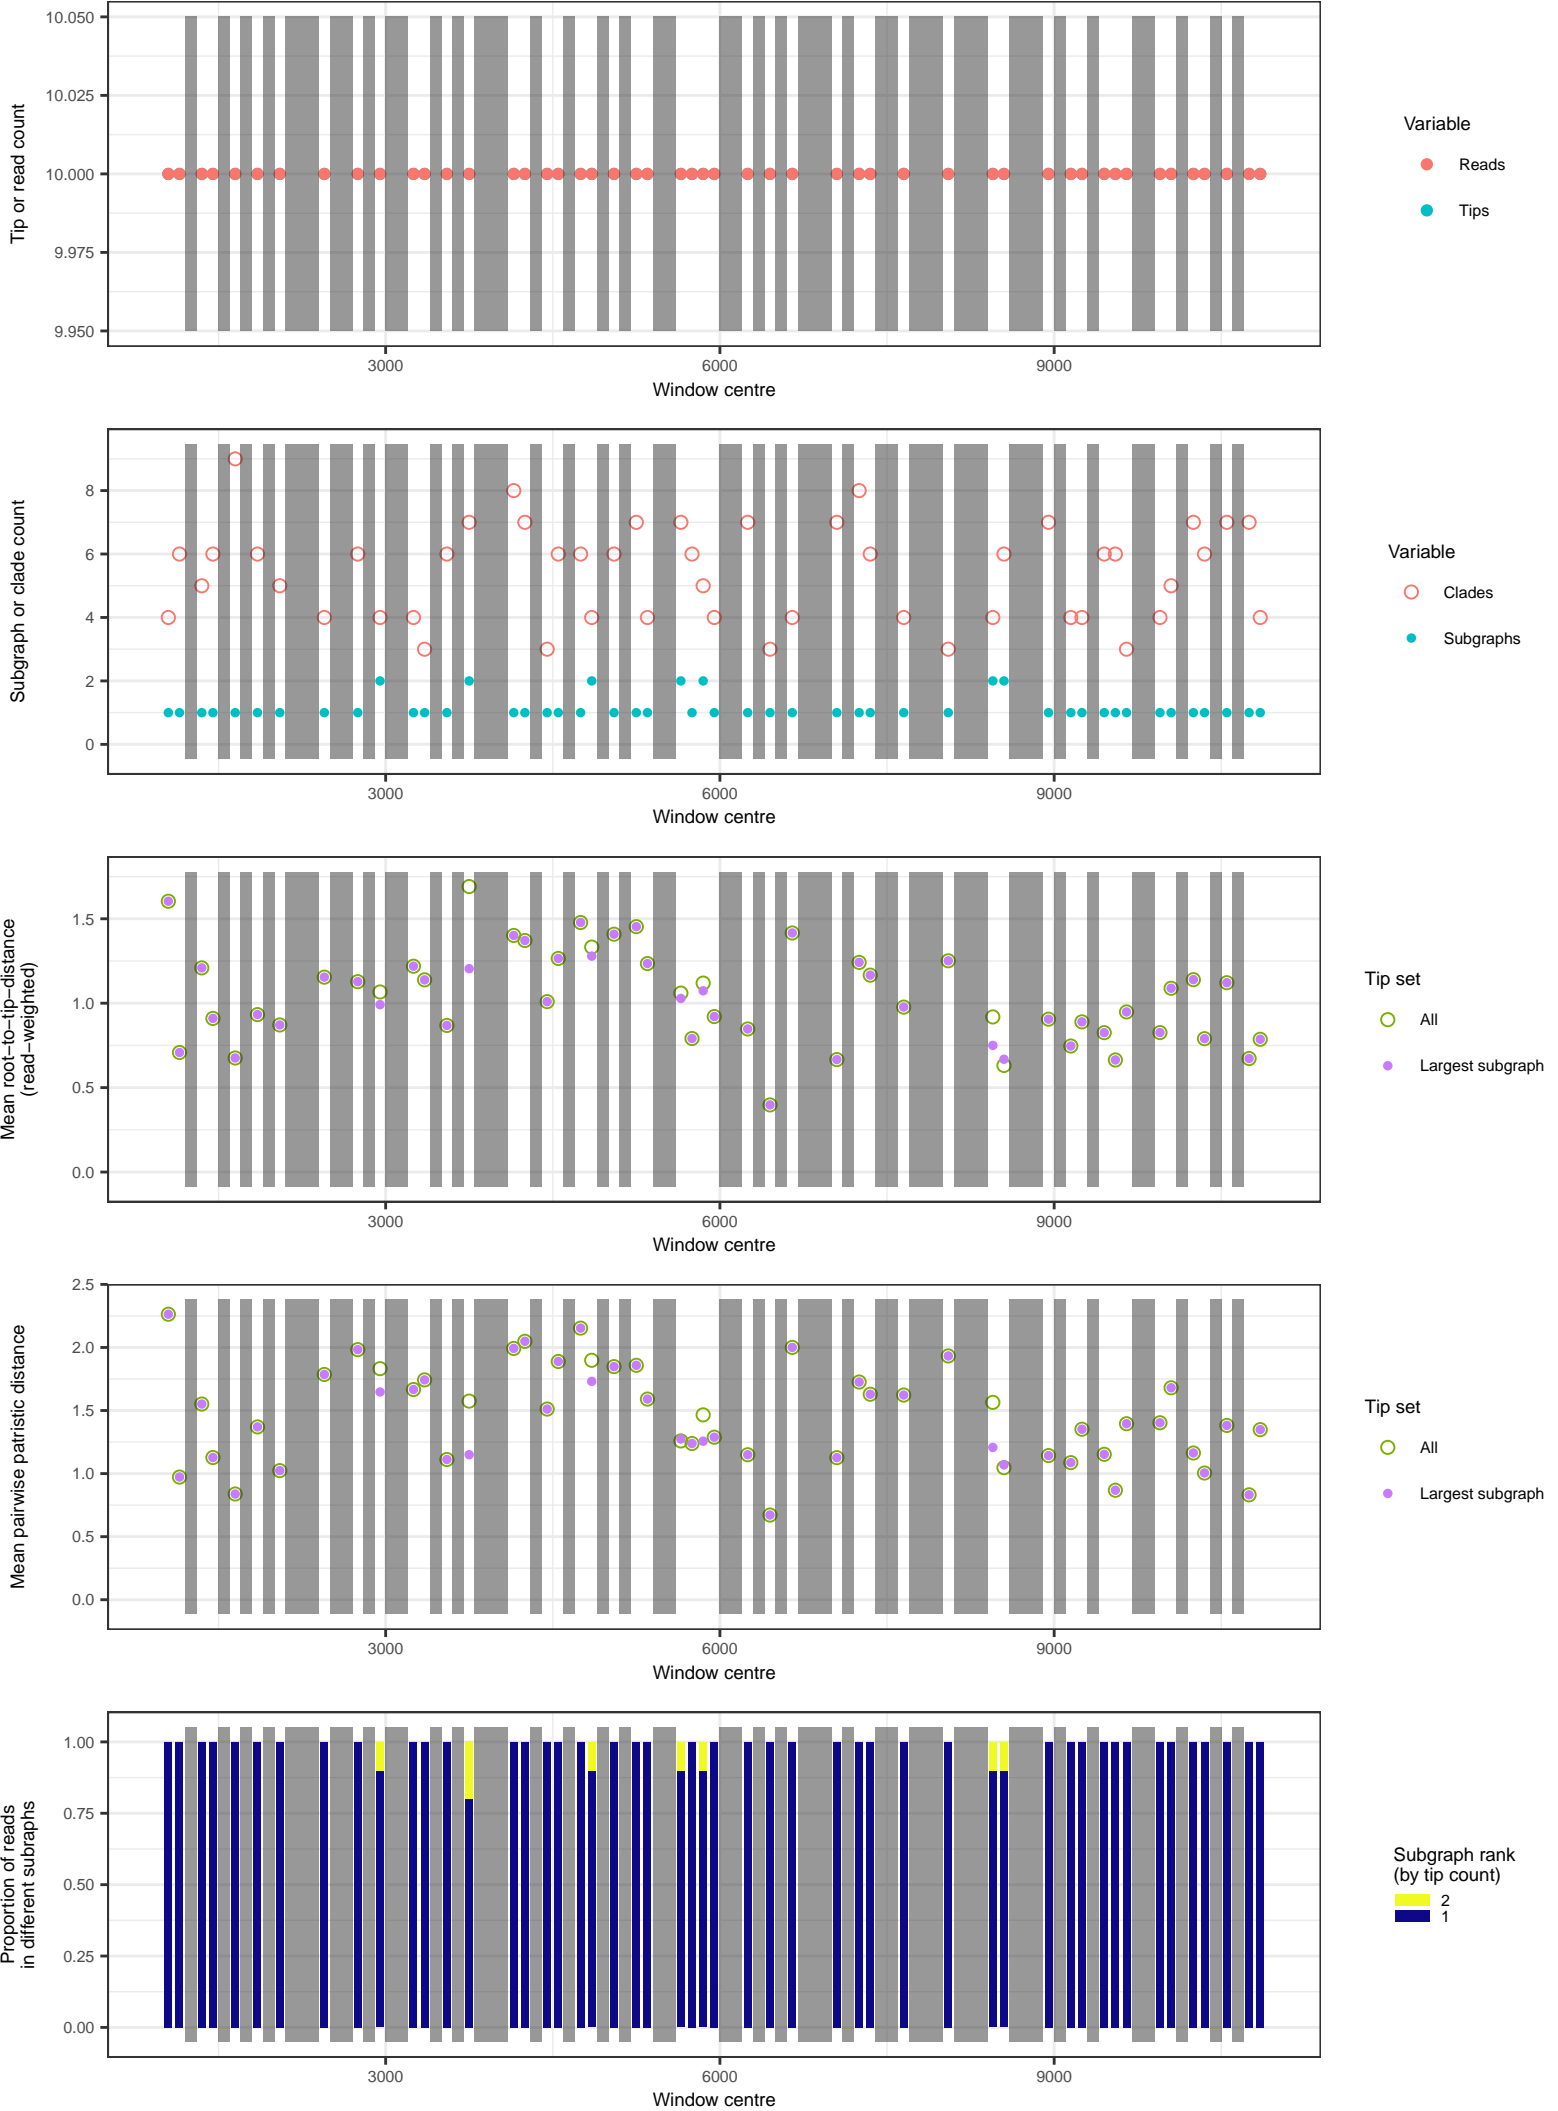 10.050
10.025
10.000
9.975
9.950
Tip or read count
3000
6000
9000
Window centre
Variable
Reads
Tips
8
6
4
2
0
Subgraph or clade count
3000
6000
9000
Window centre
Variable
Clades
Subgraphs
1.5
1.0
0.5
0.0
Mean root−to−tip−distance
(read−weighted)
3000
6000
9000
Window centre
Tip set
All
Largest subgraph
2.5
2.0
1.5
1.0
0.5
0.0
Mean pairwise patristic distance
3000
6000
9000
Window centre
Tip set
All
Largest subgraph
1.00
0.75
0.50
0.25
0.00
Proportion of reads
in different subraphs
3000
6000
9000
Window centre
Subgraph rank
(by tip count)
2
1